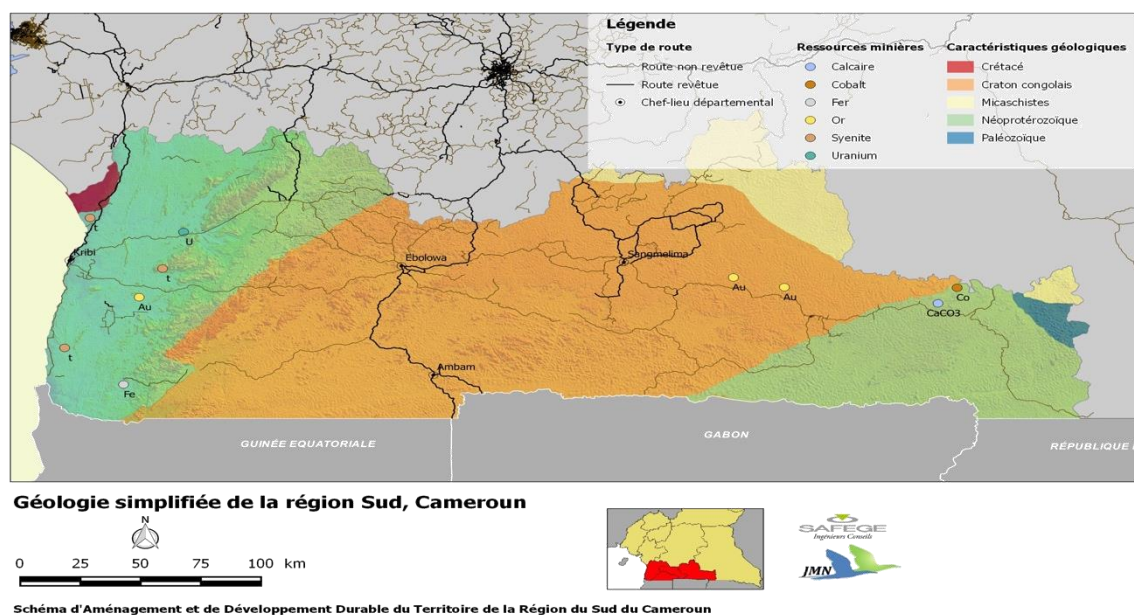 Légende
Type de route
Route non revêtue
Route revêtue
Chef-lieu départemental
Ressources minières
Calcaire
Cobalt
Fer
Or
Syenite
Uranium
Caractéristiques géologiques
Crétacé
Craton congolais
Micaschistes
Néoprotérozoïque
Paléozoïque
t
Kribi
U
t
Au
t
Fe
Ebolowa
Ambam
Sangmelima
Au
Au
Co
CaCO3
GUINÉE EQUATORIALE
GABON
RÉPUBLIQUE
Géologie simplifiée de la région Sud, Cameroun
N
0 25 50 75 100 km
SAFEGE
Ingénieurs Conseils
JMN
Schéma d'Aménagement et de Développement Durable du Territoire de la Région du Sud du Cameroun